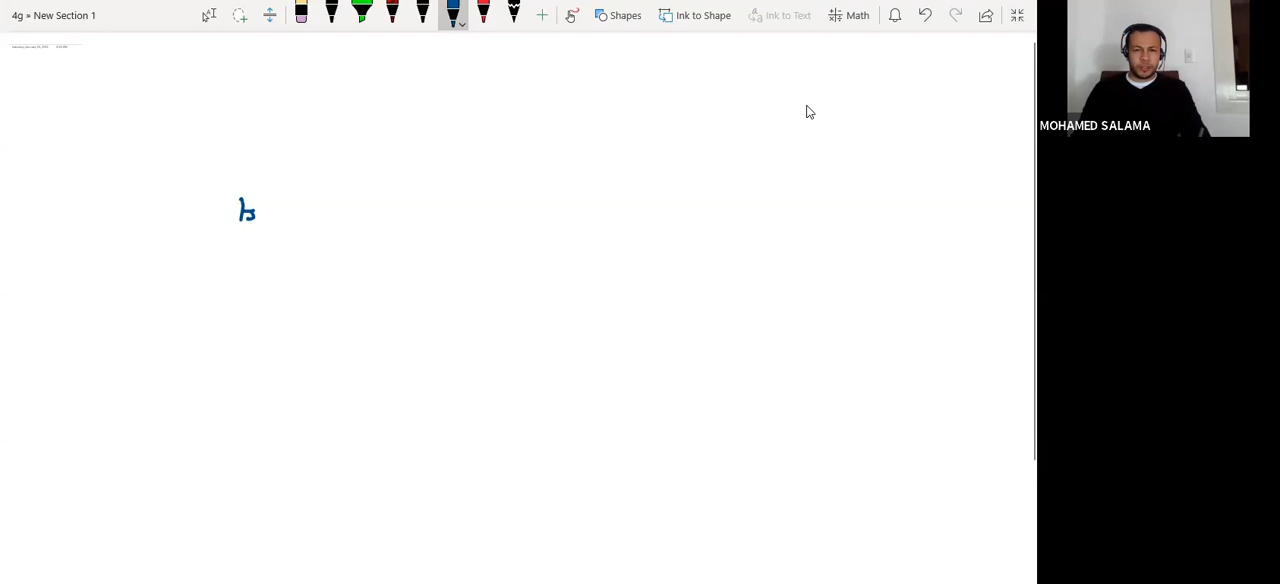 4g » New Section 1
Shapes
Ink to Shape
Ink to Text
Math
MOHAMED SALAMA